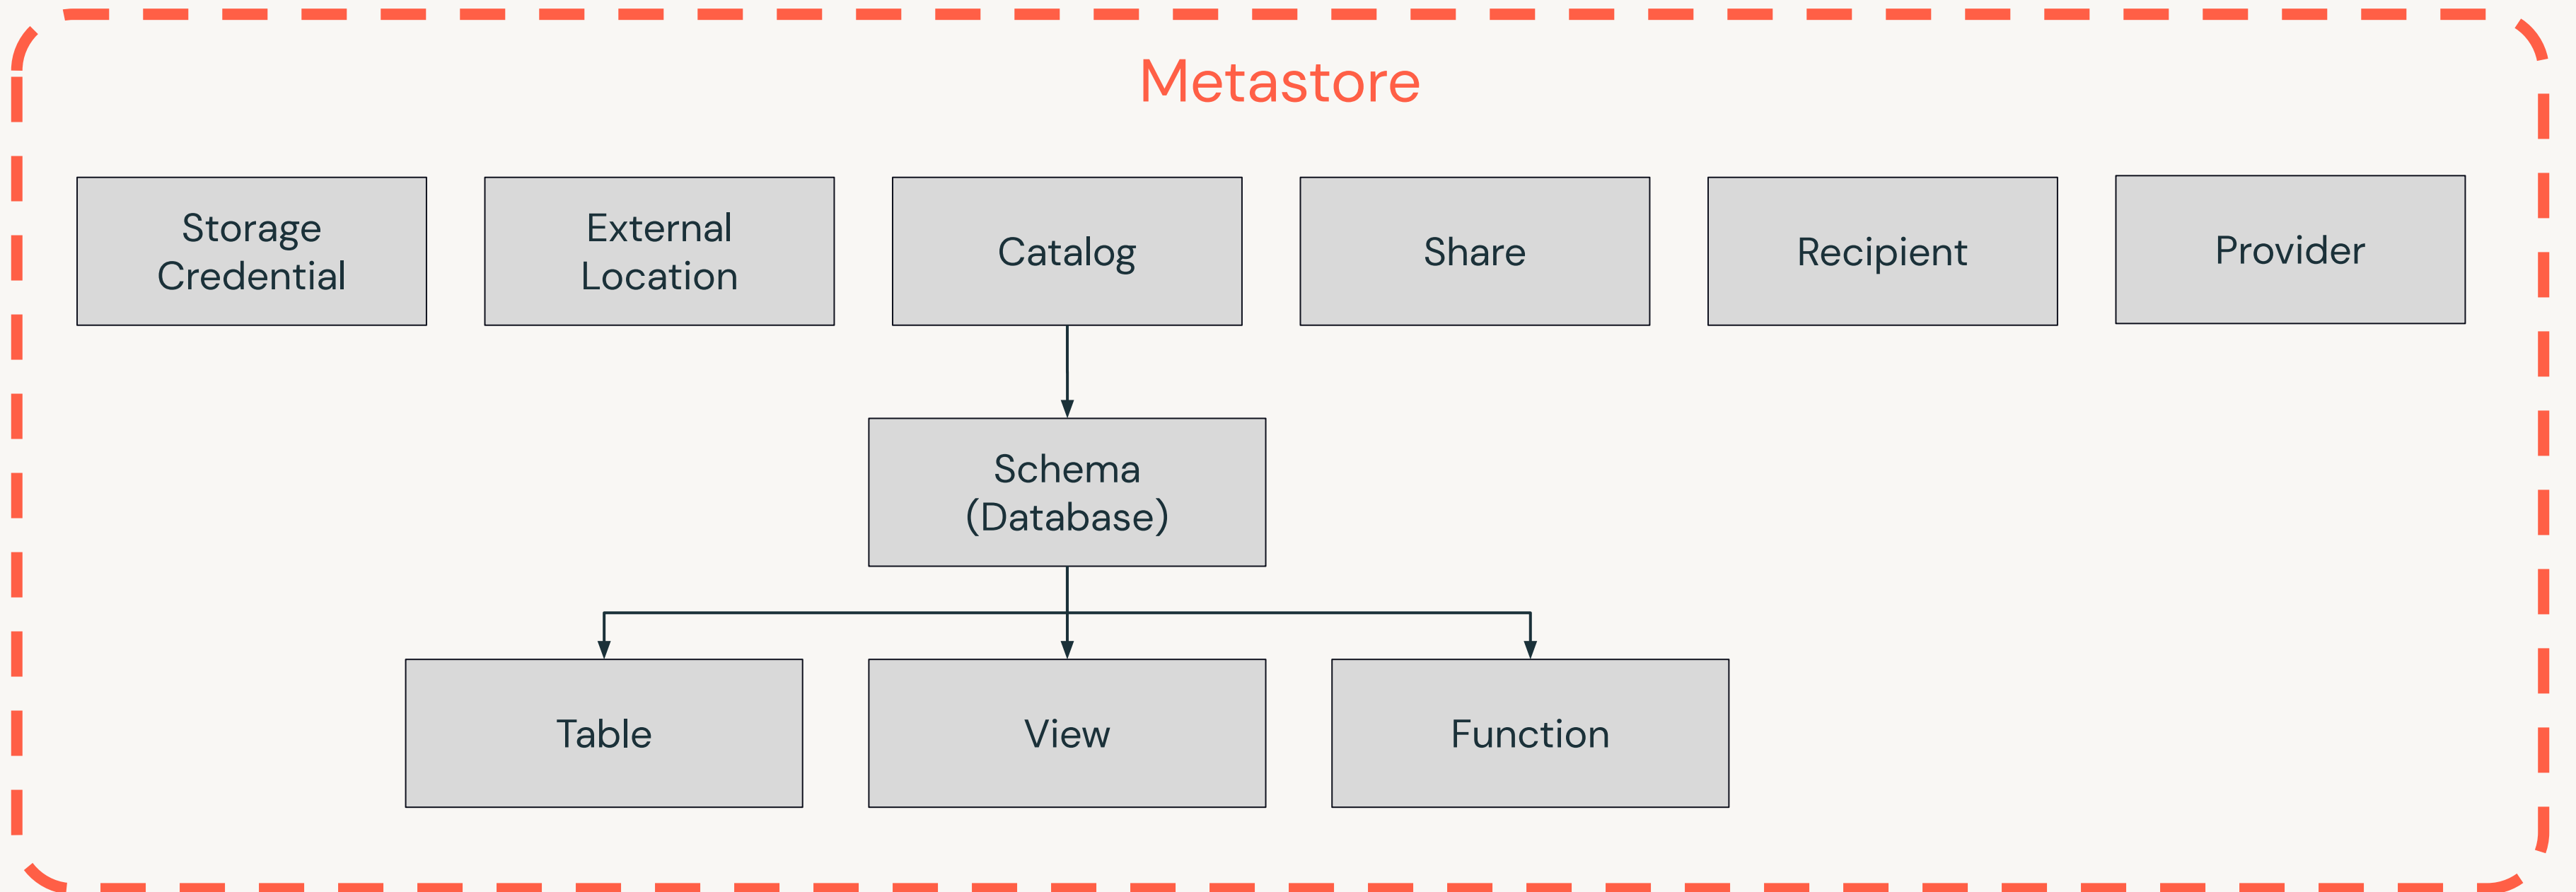 Metastore
Storage
Credential
External
Location
Catalog
Share
Recipient
Provider
Schema
(Database)
Table
View
Function